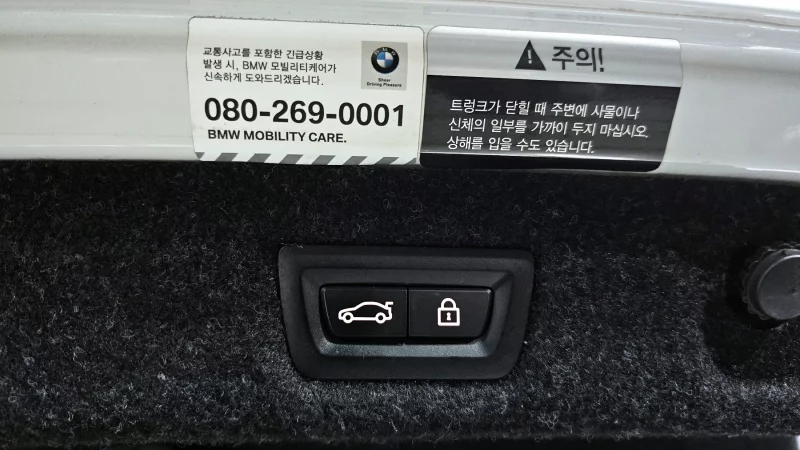 교통사고를 포함한 긴급상황
발생 시, BMW 모빌리티케어가
신속하게 도와드리겠습니다.
BMW
Sheer
Driving Pleasure
080-269-0001
BMW MOBILITY CARE.
주의!
트렁크가 닫힐 때 주변에 사물이나
신체의 일부를 가까이 두지 마십시오.
상해를 입을 수도 있습니다.